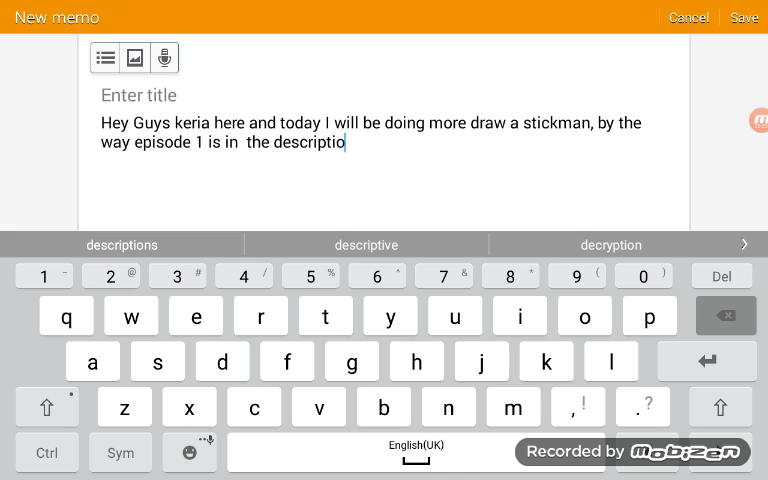 New memo
Cancel
Save
Enter title
Hey Guys keria here and today I will be doing more draw a stickman, by the
way episode 1 is in  the descriptio
descriptions
descriptive
decryption
1 - 2 @ 3 # 4 / 5 % 6 ^ 7 & 8 * 9 ( 0 ) Del
q w e r t y u i o p
a s d f g h j k l
z x c v b n m , ! . ?
Ctrl Sym English(UK)
Recorded by mobizen